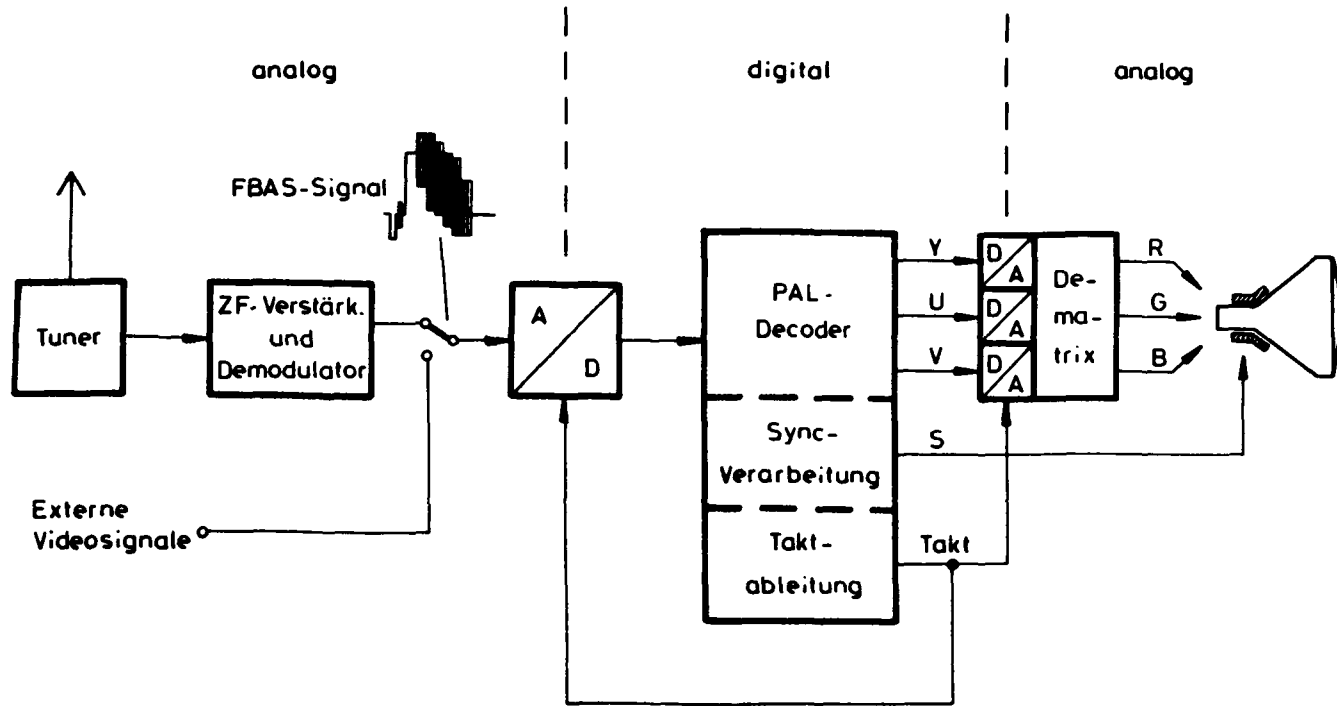 analog
digital
analog
FBAS-Signal
Tuner
ZF-Verstärk.
und
Demodulator
A
D
PAL-
Decoder
Sync-
Verarbeitung
Takt-
ableitung
Y
U
V
S
Takt
D
A
D
A
D
A
De-
ma-
trix
R
G
B
Externe
Videosignale